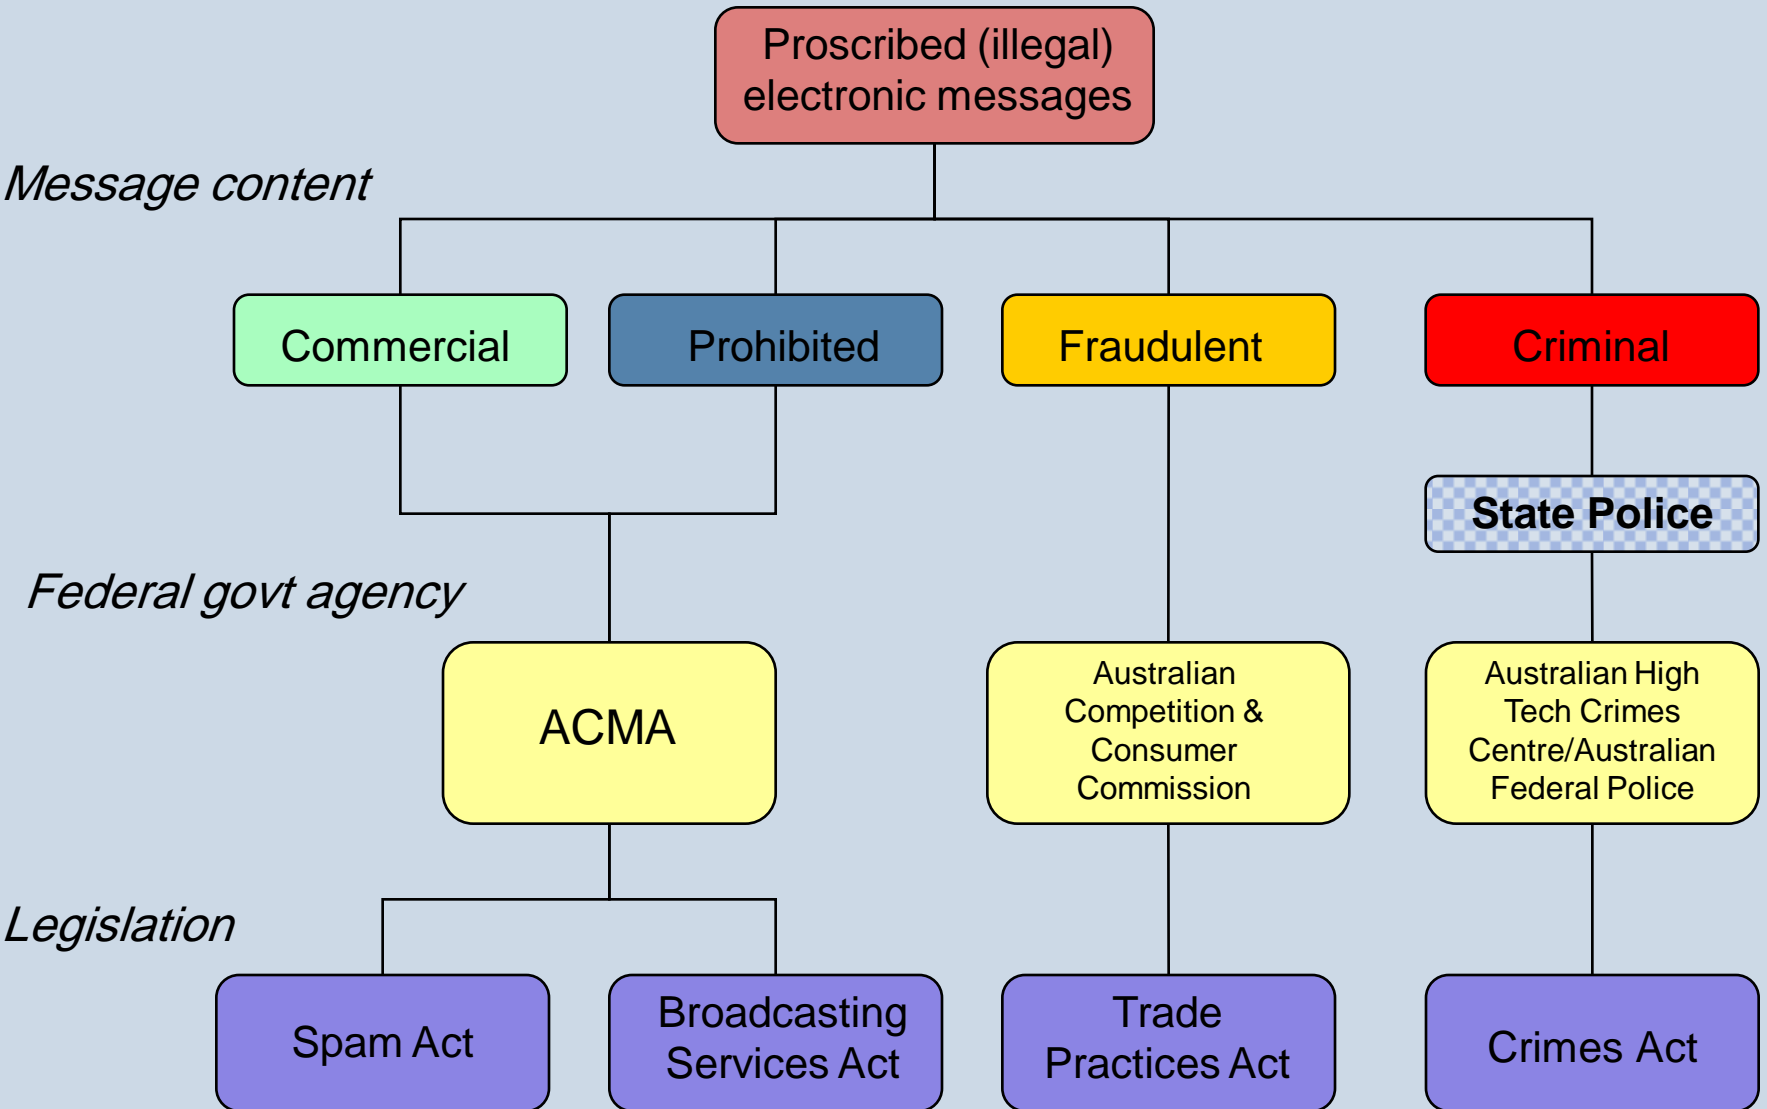 Proscribed (illegal)
electronic messages
Message content
Commercial
Prohibited
Fraudulent
Criminal
State Police
Federal govt agency
ACMA
Australian
Competition &
Consumer
Commission
Australian High
Tech Crimes
Centre/Australian
Federal Police
Legislation
Spam Act
Broadcasting
Services Act
Trade
Practices Act
Crimes Act